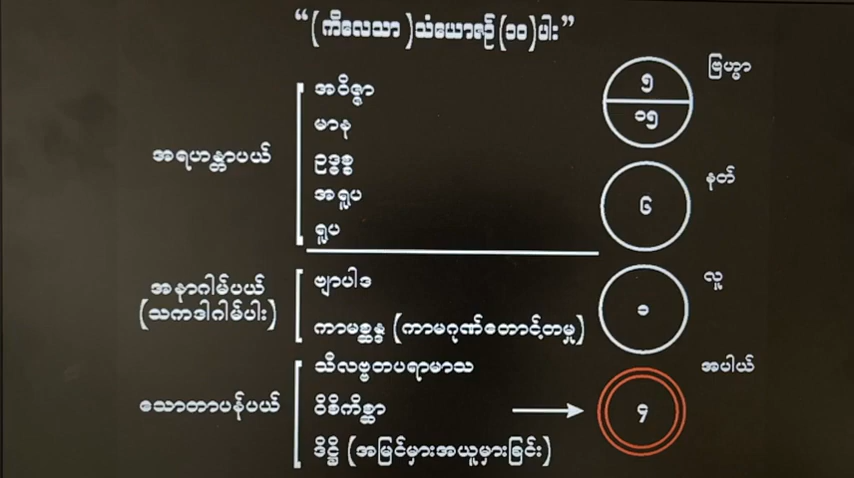 “(ကိလေသာ)သံယောဇဉ်(၁၀)ပါး”
အရဟန္တာပယ်
အဝိဇ္ဇာ
မာန
ဥဒ္ဓစ္စ
အရူပ
ရူပ
အနာဂါမ်ပယ်
(သကဒါဂါမ်ပါး)
ဗျာပါဒ
ကာမစ္ဆန္ဒ (ကာမဂုဏ်တောင့်တမှု)
သောတာပန်ပယ်
သီလဗ္ဗတပရာမာသ
ဝိစိကိစ္ဆာ
ဒိဋ္ဌိ (အမြင်မှားအယူမှားခြင်း)
ဗြဟ္မာ
၅
၁၅
နတ်
၆
လူ
၁
အပါယ်
၄